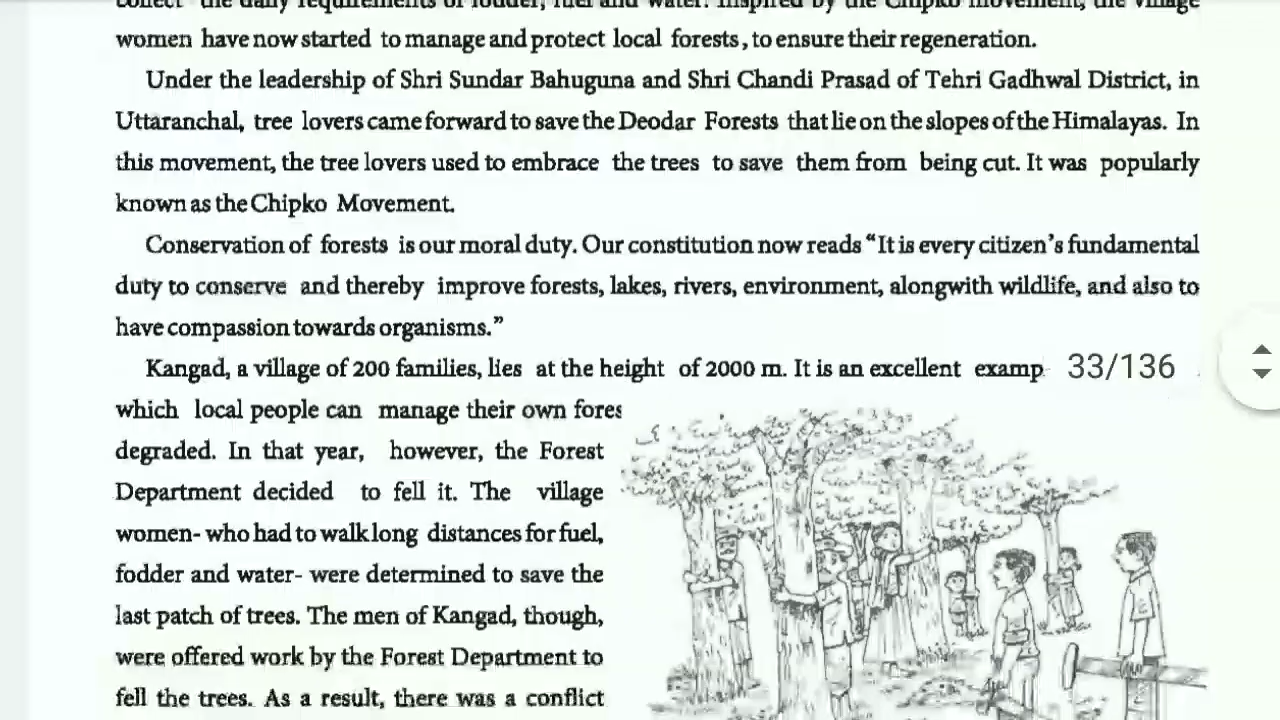 collect the daily requirements of fodder, fuel and water. Inspired by the Chipko movement, the village
women have now started to manage and protect local forests, to ensure their regeneration.
Under the leadership of Shri Sundar Bahuguna and Shri Chandi Prasad of Tehri Gadhwal District, in
Uttaranchal, tree lovers came forward to save the Deodar Forests that lie on the slopes of the Himalayas. In
this movement, the tree lovers used to embrace the trees to save them from being cut. It was popularly
known as the Chipko Movement.
Conservation of forests is our moral duty. Our constitution now reads “It is every citizen’s fundamental
duty to conserve and thereby improve forests, lakes, rivers, environment, alongwith wildlife, and also to
have compassion towards organisms.”
Kangad, a village of 200 families, lies at the height of 2000 m. It is an excellent examp 33/136
which local people can manage their own fores
degraded. In that year, however, the Forest
Department decided to fell it. The village
women- who had to walk long distances for fuel,
fodder and water- were determined to save the
last patch of trees. The men of Kangad, though,
were offered work by the Forest Department to
fell the trees. As a result, there was a conflict